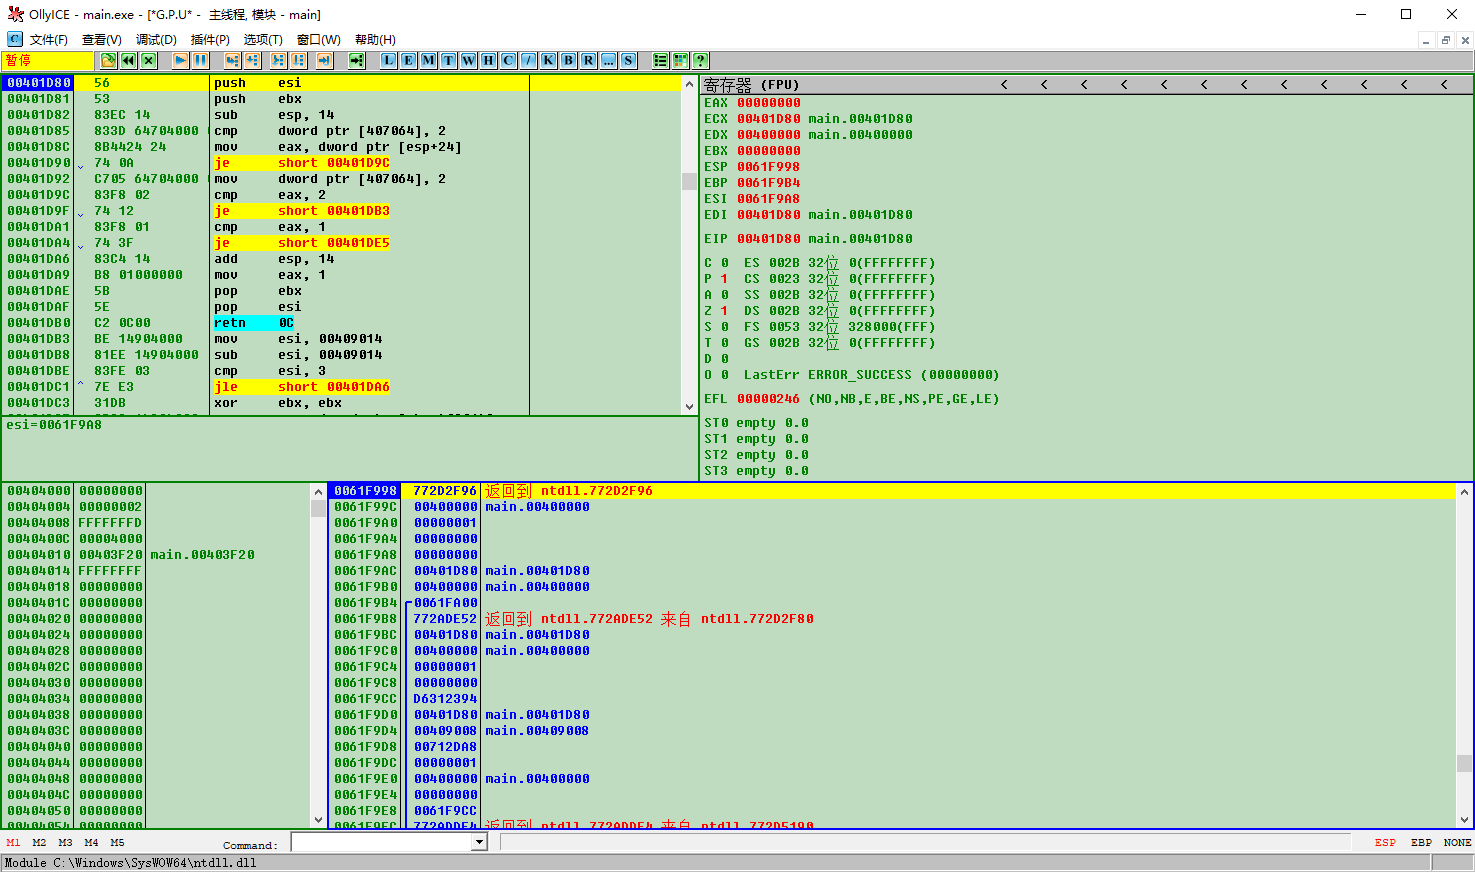 OllyICE - main.exe - [*G.P.U* - 主线程, 模块 - main]
文件(F) 查看(V) 调试(D) 插件(P) 选项(T) 窗口(W) 帮助(H)
暂停 L E M T W H C / K B R ... S ?
00401D80 56 push esi
00401D81 53 push ebx
00401D82 83EC 14 sub esp, 14
00401D85 833D 64704000 cmp dword ptr [407064], 2
00401D8C 8B4424 24 mov eax, dword ptr [esp+24]
00401D90 74 0A je short 00401D9C
00401D92 C705 64704000 mov dword ptr [407064], 2
00401D9C 83F8 02 cmp eax, 2
00401D9F 74 12 je short 00401DB3
00401DA1 83F8 01 cmp eax, 1
00401DA4 74 3F je short 00401DE5
00401DA6 83C4 14 add esp, 14
00401DA9 B8 01000000 mov eax, 1
00401DAE 5B pop ebx
00401DAF 5E pop esi
00401DB0 C2 0C00 retn 0C
00401DB3 BE 14904000 mov esi, 00409014
00401DB8 81EE 14904000 sub esi, 00409014
00401DBE 83FE 03 cmp esi, 3
00401DC1 ^ 7E E3 jle short 00401DA6
00401DC3 31DB xor ebx, ebx
esi=0061F9A8
寄存器 (FPU) < < < < < < < < < < < <
EAX 00000000
ECX 00401D80 main.00401D80
EDX 00400000 main.00400000
EBX 00000000
ESP 0061F998
EBP 0061F9B4
ESI 0061F9A8
EDI 00401D80 main.00401D80
EIP 00401D80 main.00401D80
C 0 ES 002B 32位 0(FFFFFFFF)
P 1 CS 0023 32位 0(FFFFFFFF)
A 0 SS 002B 32位 0(FFFFFFFF)
Z 1 DS 002B 32位 0(FFFFFFFF)
S 0 FS 0053 32位 328000(FFF)
T 0 GS 002B 32位 0(FFFFFFFF)
D 0
O 0 LastErr ERROR_SUCCESS (00000000)
EFL 00000246 (NO,NB,E,BE,NS,PE,GE,LE)
ST0 empty 0.0
ST1 empty 0.0
ST2 empty 0.0
ST3 empty 0.0
00404000 00000000
00404004 00000002
00404008 FFFFFFFD
0040400C 00004000
00404010 00403F20 main.00403F20
00404014 FFFFFFFF
00404018 00000000
0040401C 00000000
00404020 00000000
00404024 00000000
00404028 00000000
0040402C 00000000
00404030 00000000
00404034 00000000
00404038 00000000
0040403C 00000000
00404040 00000000
00404044 00000000
00404048 00000000
0040404C 00000000
00404050 00000000
00404054 00000000
0061F998 772D2F96 返回到 ntdll.772D2F96
0061F99C 00400000 main.00400000
0061F9A0 00000001
0061F9A4 00000000
0061F9A8 00000000
0061F9AC 00401D80 main.00401D80
0061F9B0 00400000 main.00400000
0061F9B4 0061FA00
0061F9B8 772ADE52 返回到 ntdll.772ADE52 来自 ntdll.772D2F80
0061F9BC 00401D80 main.00401D80
0061F9C0 00400000 main.00400000
0061F9C4 00000001
0061F9C8 00000000
0061F9CC D6312394
0061F9D0 00401D80 main.00401D80
0061F9D4 00409008 main.00409008
0061F9D8 00712DA8
0061F9DC 00000001
0061F9E0 00400000 main.00400000
0061F9E4 00000000
0061F9E8 0061F9CC
0061F9EC 772ADDE4 返回到 ntdll.772ADDE4 来自 ntdll.772D5190
M1 M2 M3 M4 M5 Command: ESP EBP NONE
Module C:\Windows\SysWOW64\ntdll.dll